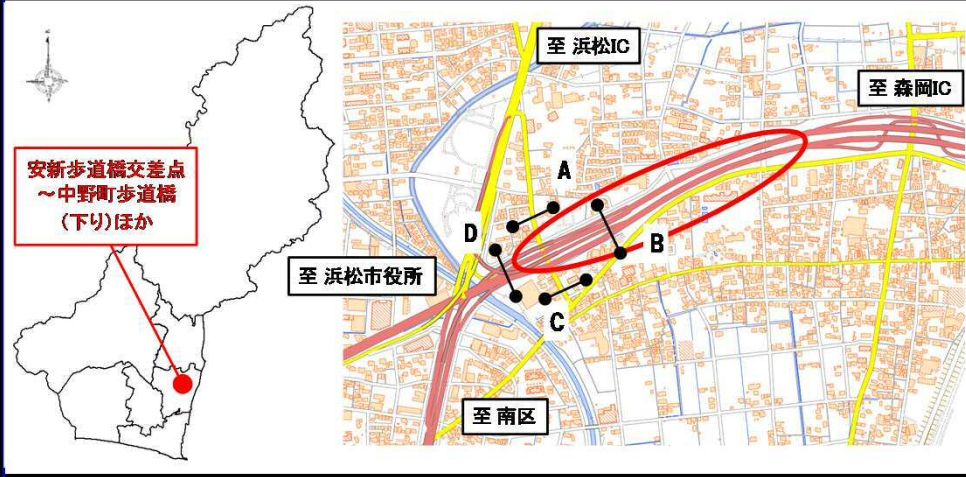 安新歩道橋交差点
～中野町歩道橋
(下り)ほか
至 浜松IC
至 森岡IC
A
B
D
至 浜松市役所
C
至 南区